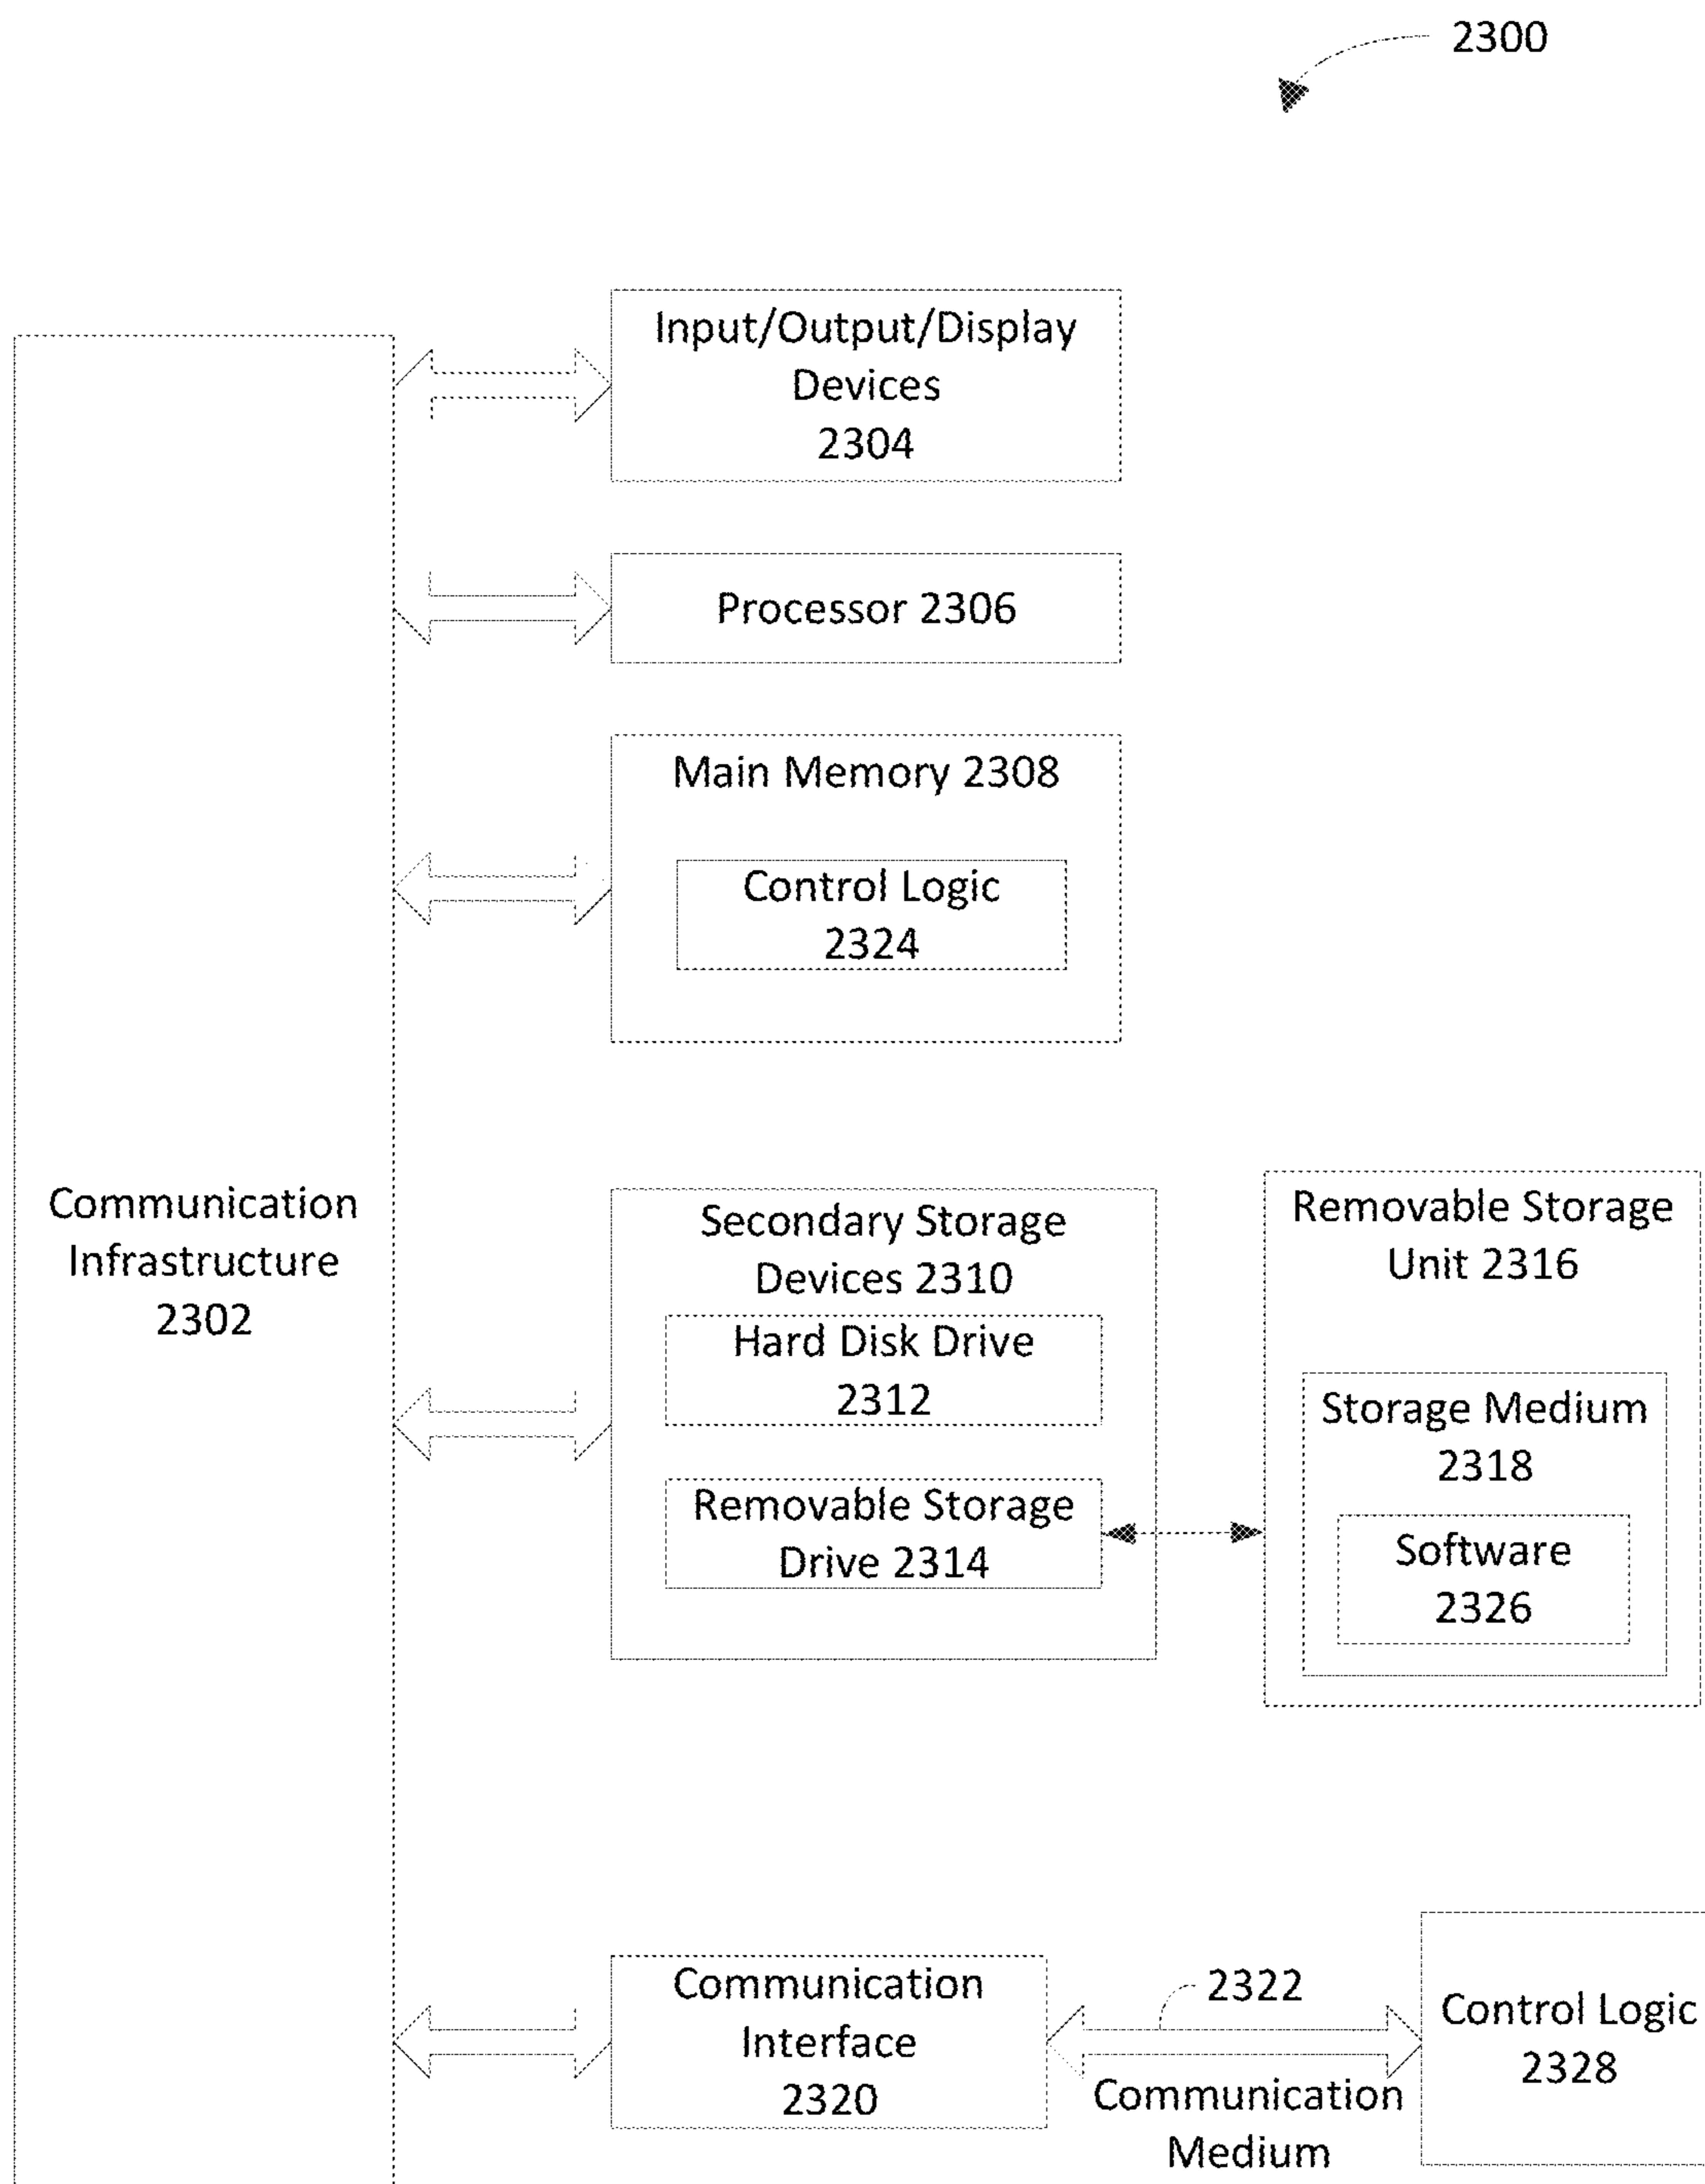 2300
Input/Output/Display
Devices
2304
Processor 2306
Main Memory 2308
Control Logic
2324
Communication
Infrastructure
2302
Secondary Storage
Devices 2310
Hard Disk Drive
2312
Removable Storage
Drive 2314
Removable Storage
Unit 2316
Storage Medium
2318
Software
2326
Communication
Interface
2320
2322
Communication
Medium
Control Logic
2328